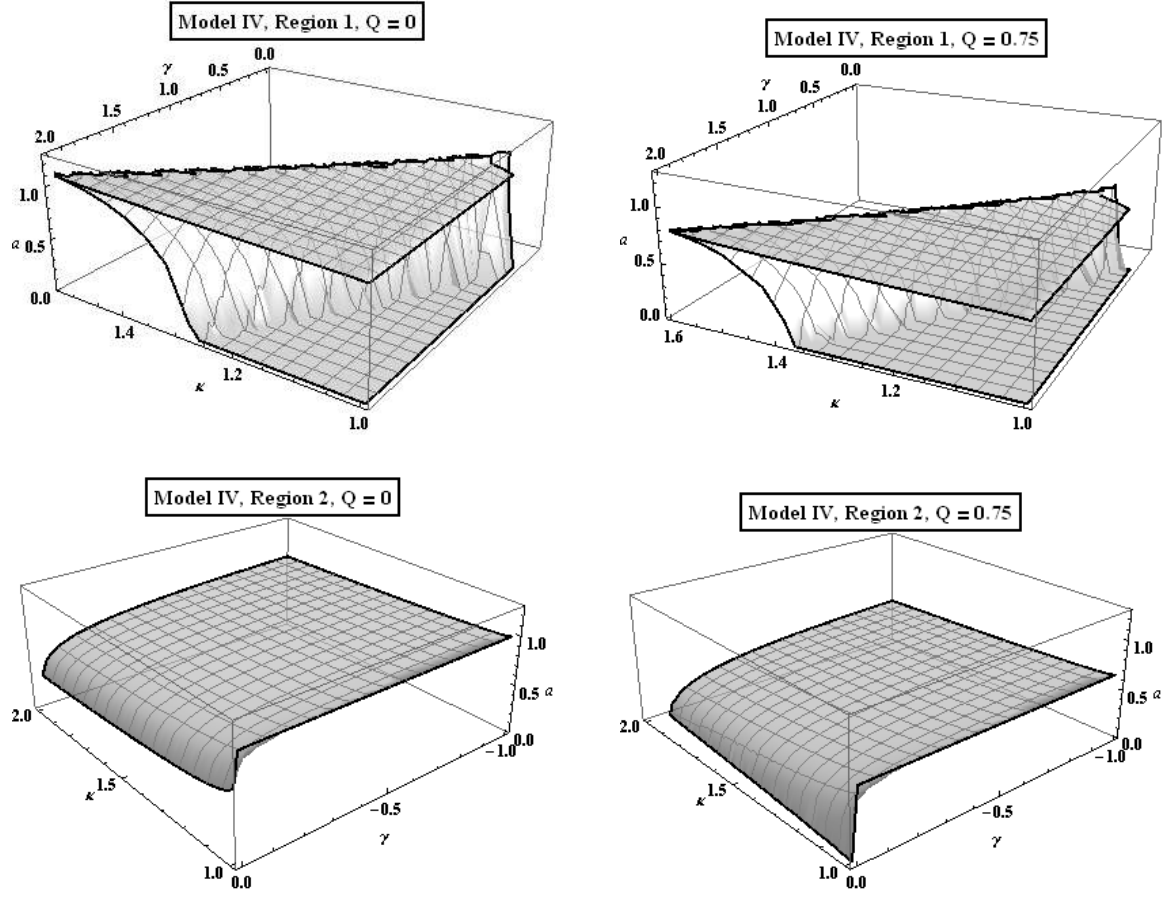 Model IV, Region 1, Q = 0
0.0
γ
0.5
1.0
1.5
2.0
1.0
a 0.5
0.0
1.4
1.2
κ
1.0
Model IV, Region 1, Q = 0.75
0.0
γ
0.5
1.0
1.5
2.0
1.0
a
0.5
0.0
1.6
1.4
1.2
κ
1.0
Model IV, Region 2, Q = 0
1.0
0.5 a
0.0
2.0
-1.0
κ 1.5
-0.5
γ
1.0
0.0
Model IV, Region 2, Q = 0.75
1.0
0.5 a
0.0
2.0
-1.0
κ 1.5
-0.5
γ
1.0
0.0